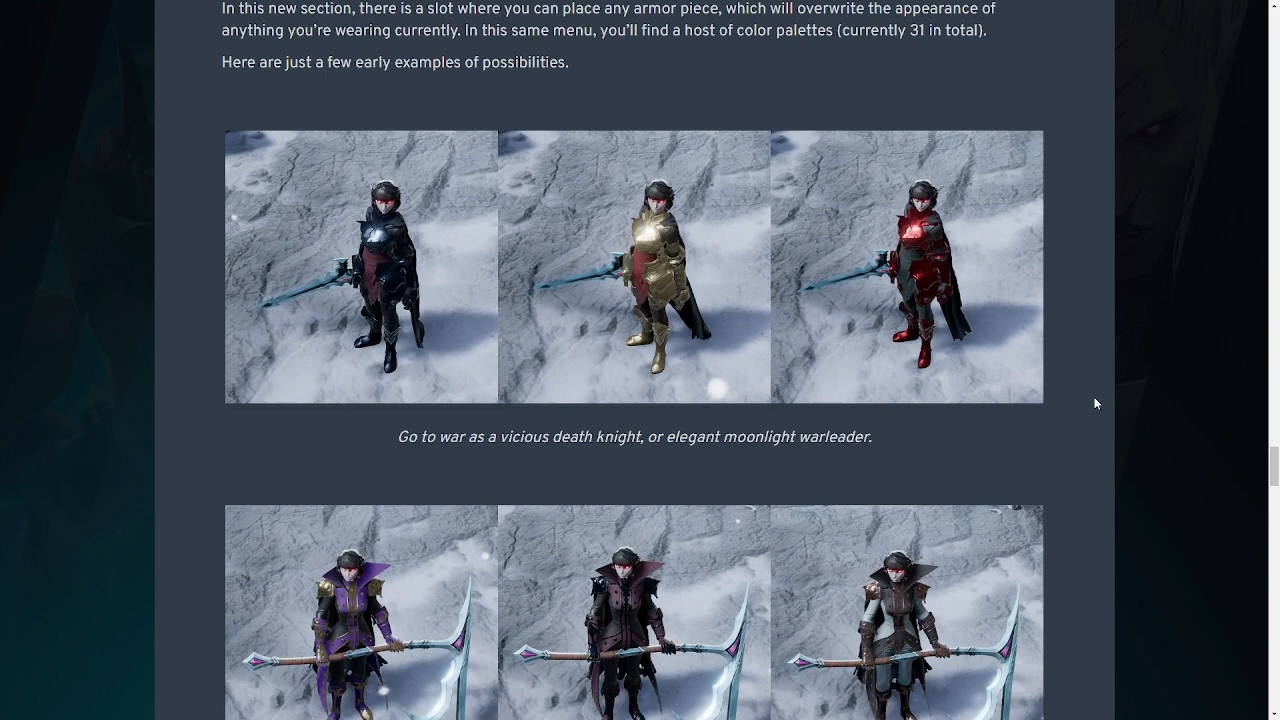 In this new section, there is a slot where you can place any armor piece, which will overwrite the appearance of
anything you’re wearing currently. In this same menu, you’ll find a host of color palettes (currently 31 in total).
Here are just a few early examples of possibilities.
Go to war as a vicious death knight, or elegant moonlight warleader.